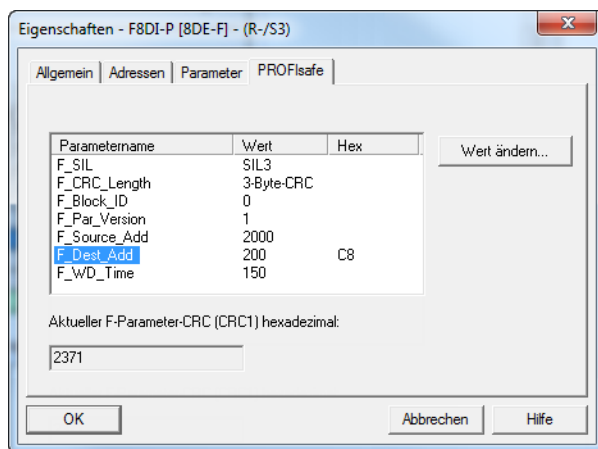 Eigenschaften - F8DI-P [8DE-F] - (R-/S3)
Allgemein Adressen Parameter PROFIsafe
Parametername Wert Hex
F_SIL SIL3
F_CRC_Length 3-Byte-CRC
F_Block_ID 0
F_Par_Version 1
F_Source_Add 2000
F_Dest_Add 200 C8
F_WD_Time 150
Wert ändern...
Aktueller F-Parameter-CRC (CRC1) hexadezimal:
2371
OK Abbrechen Hilfe